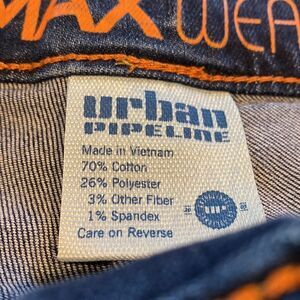 MAX WEA
urban
PIPELINE
Made in Vietnam
70% Cotton
26% Polyester
3% Other Fiber
1% Spandex
Care on Reverse